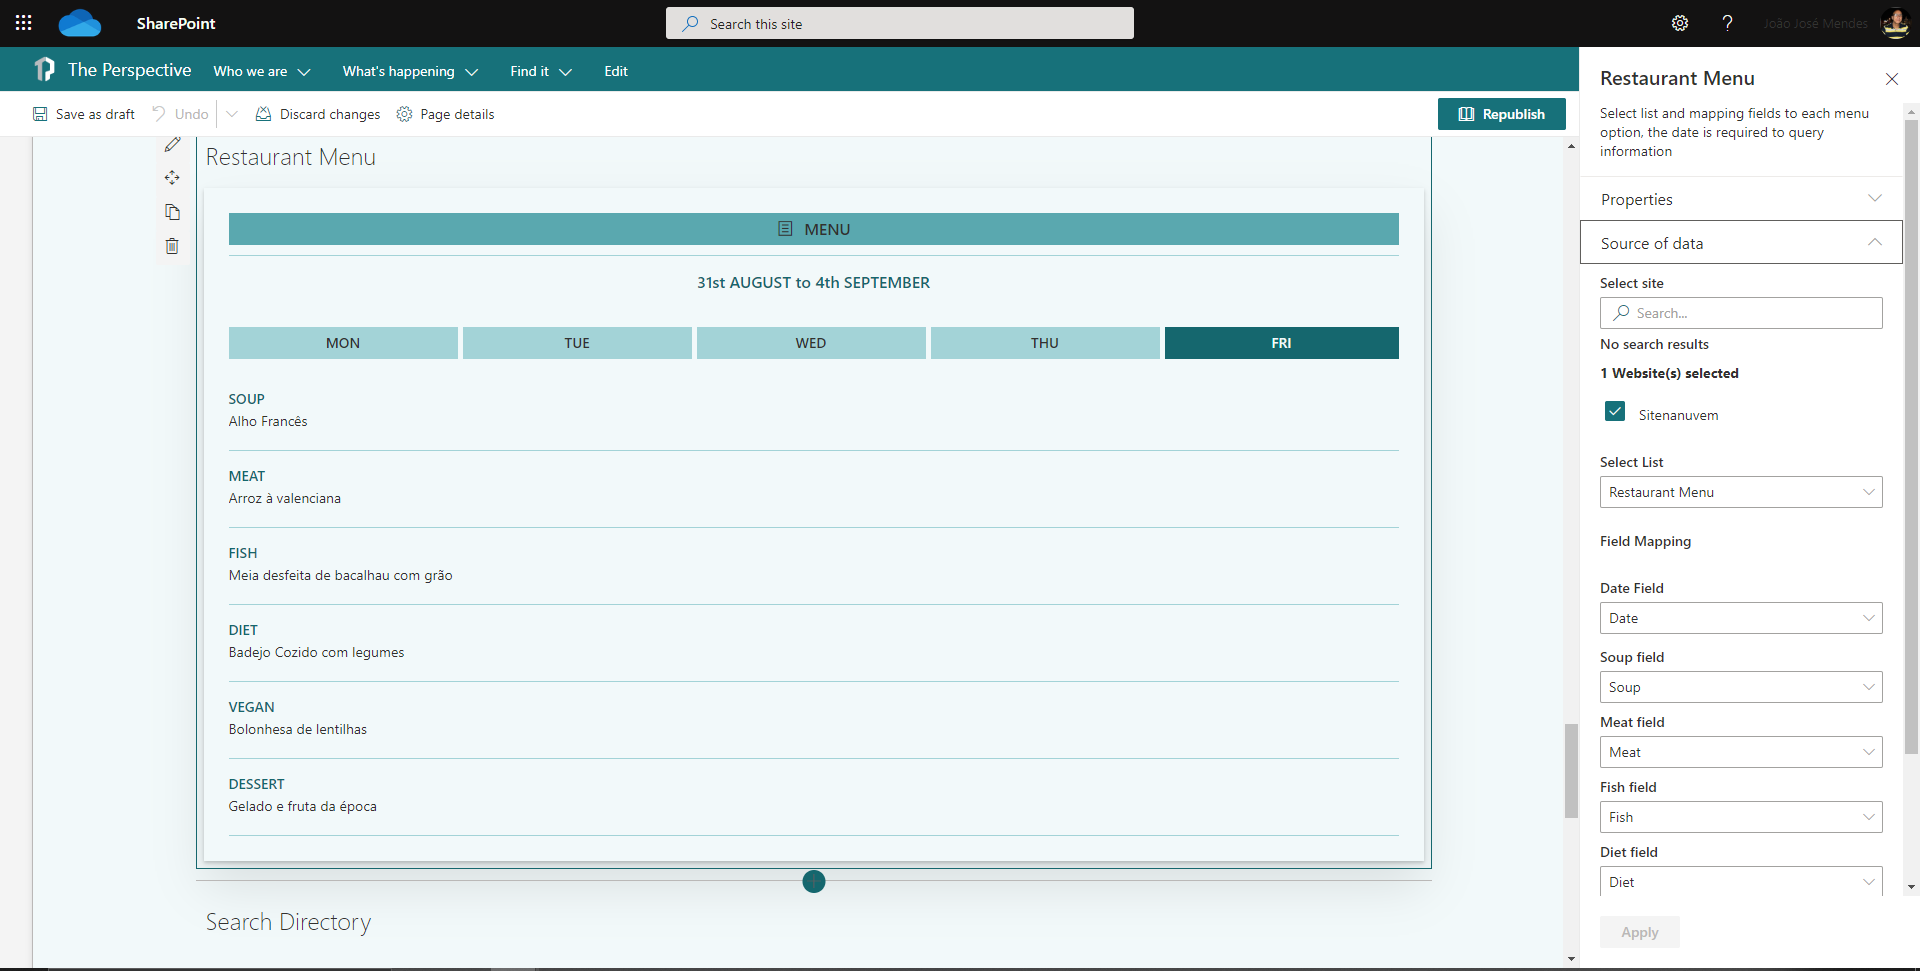 SharePoint
Search this site
João José Mendes
The Perspective
Who we are
What's happening
Find it
Edit
Save as draft
Undo
Discard changes
Page details
Republish
Restaurant Menu
MENU
31st AUGUST to 4th SEPTEMBER
MON
TUE
WED
THU
FRI
SOUP
Alho Francês
MEAT
Arroz à valenciana
FISH
Meia desfeita de bacalhau com grão
DIET
Badejo Cozido com legumes
VEGAN
Bolonhesa de lentilhas
DESSERT
Gelado e fruta da época
Search Directory
Restaurant Menu
Select list and mapping fields to each menu
option, the date is required to query
information
Properties
Source of data
Select site
Search...
No search results
1 Website(s) selected
Sitenanuvem
Select List
Restaurant Menu
Field Mapping
Date Field
Date
Soup field
Soup
Meat field
Meat
Fish field
Fish
Diet field
Diet
Apply